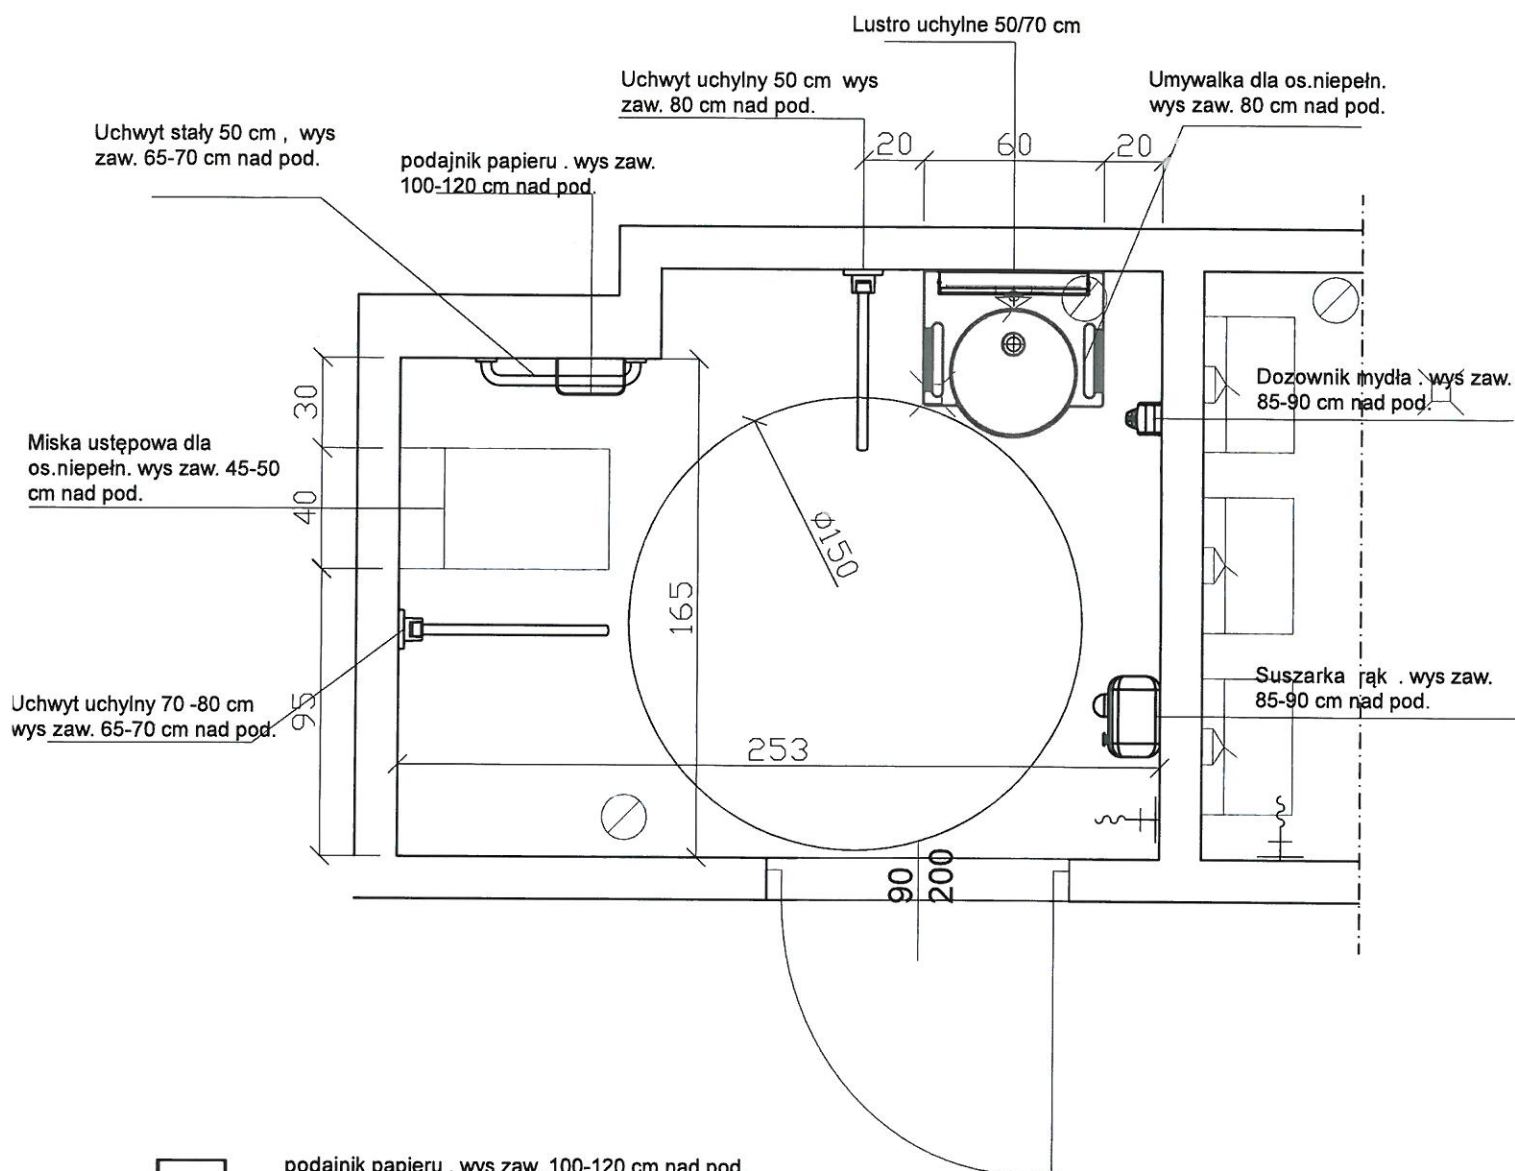 Lustro uchylne 50/70 cm
Uchwyt uchylny 50 cm wys
zaw. 80 cm nad pod.
Umywalka dla os.niepełn.
wys zaw. 80 cm nad pod.
Uchwyt stały 50 cm , wys
zaw. 65-70 cm nad pod.
podajnik papieru . wys zaw.
100-120 cm nad pod.
20
60
20
30
Dozownik mydła . wys zaw.
85-90 cm nad pod.
Miska ustępowa dla
os.niepełn. wys zaw. 45-50
cm nad pod.
40
Ø150
165
Suszarka rąk . wys zaw.
85-90 cm nad pod.
Uchwyt uchylny 70 -80 cm
wys zaw. 65-70 cm nad pod.
95
253
90
200
podajnik papieru . wys zaw. 100-120 cm nad pod.